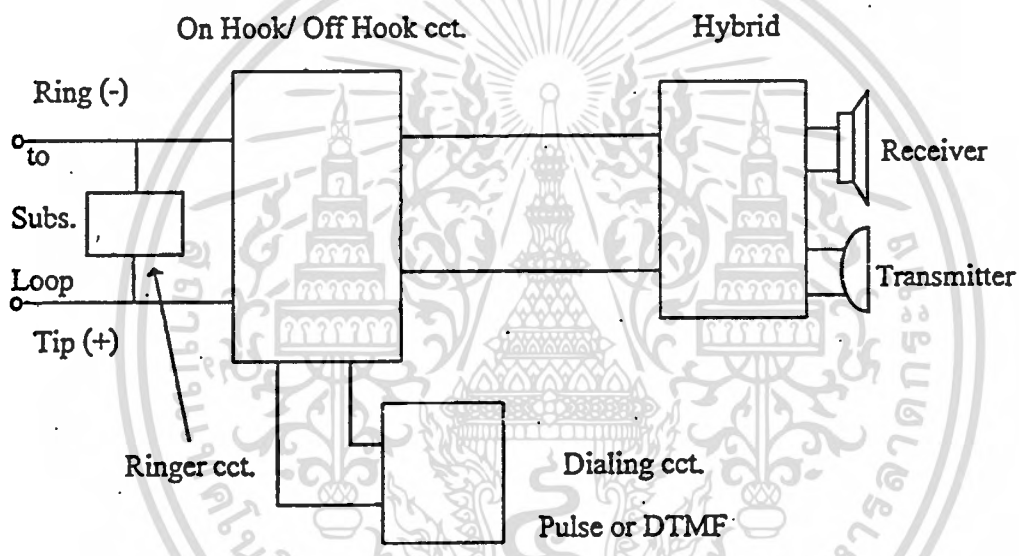 On Hook/ Off Hook cct.
Hybrid
Ring (-)
to
Subs.
Loop
Tip (+)
Receiver
Transmitter
Ringer cct.
Dialing cct.
Pulse or DTMF